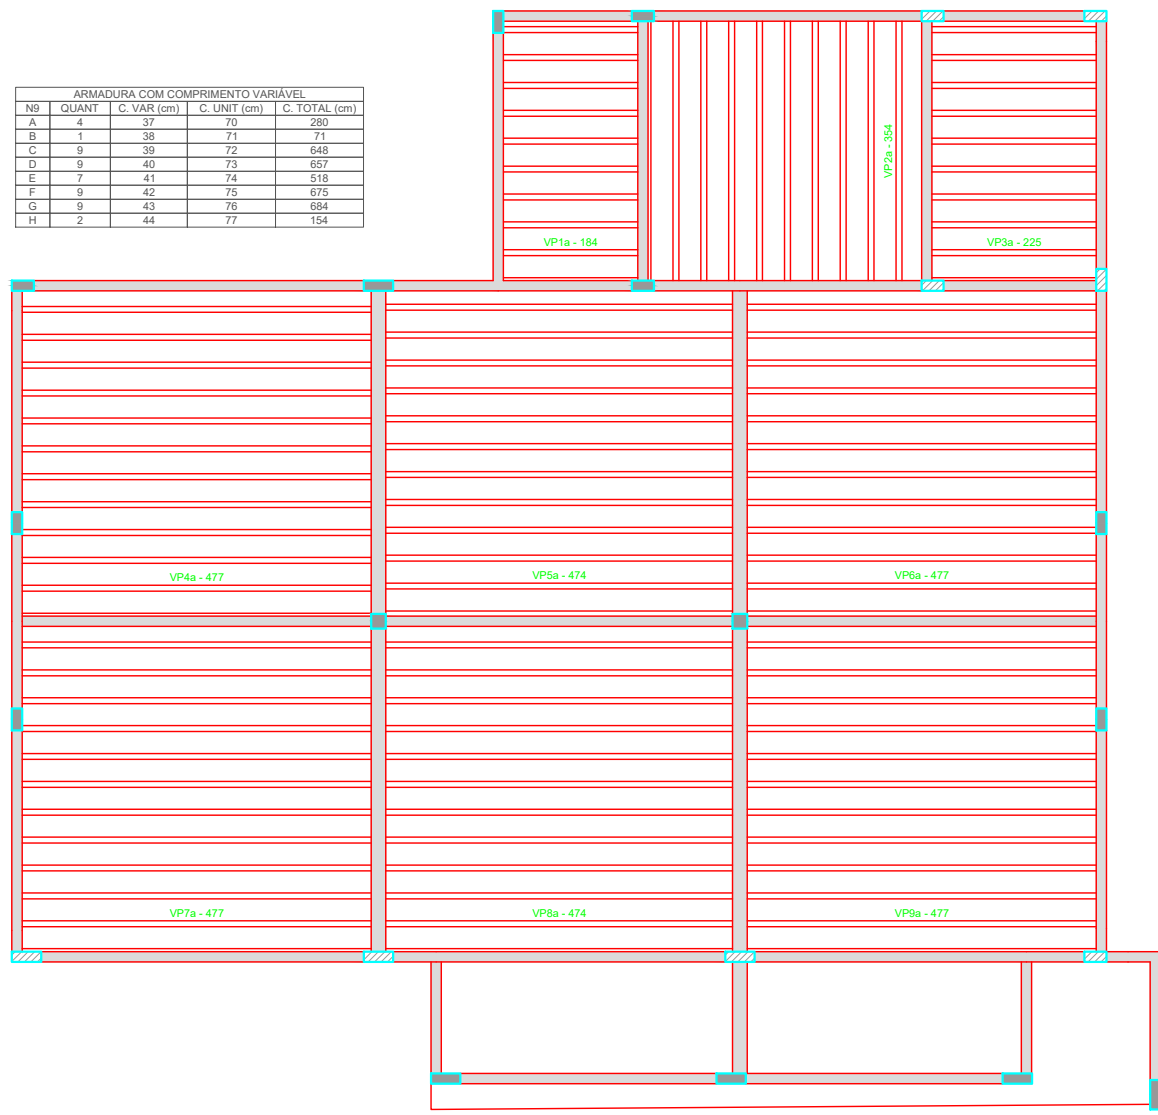 ARMADURA COM COMPRIMENTO VARIÁVEL
N9 QUANT C. VAR (cm) C. UNIT (cm) C. TOTAL (cm)
A 4 37 70 280
B 1 38 71 71
C 9 39 72 648
D 9 40 73 657
E 7 41 74 518
F 9 42 75 675
G 9 43 76 684
H 2 44 77 154
VP2a - 354
VP1a - 184
VP3a - 225
VP4a - 477
VP5a - 474
VP6a - 477
VP7a - 477
VP8a - 474
VP9a - 477